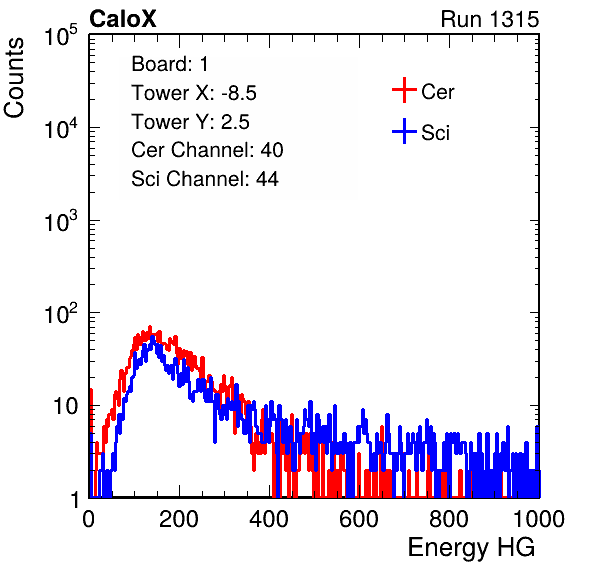 CaloX Run 1315
Board: 1
Tower X: -8.5
Tower Y: 2.5
Cer Channel: 40
Sci Channel: 44
Cer
Sci
Counts
10^5
10^4
10^3
10^2
10
1
0 200 400 600 800 1000
Energy HG